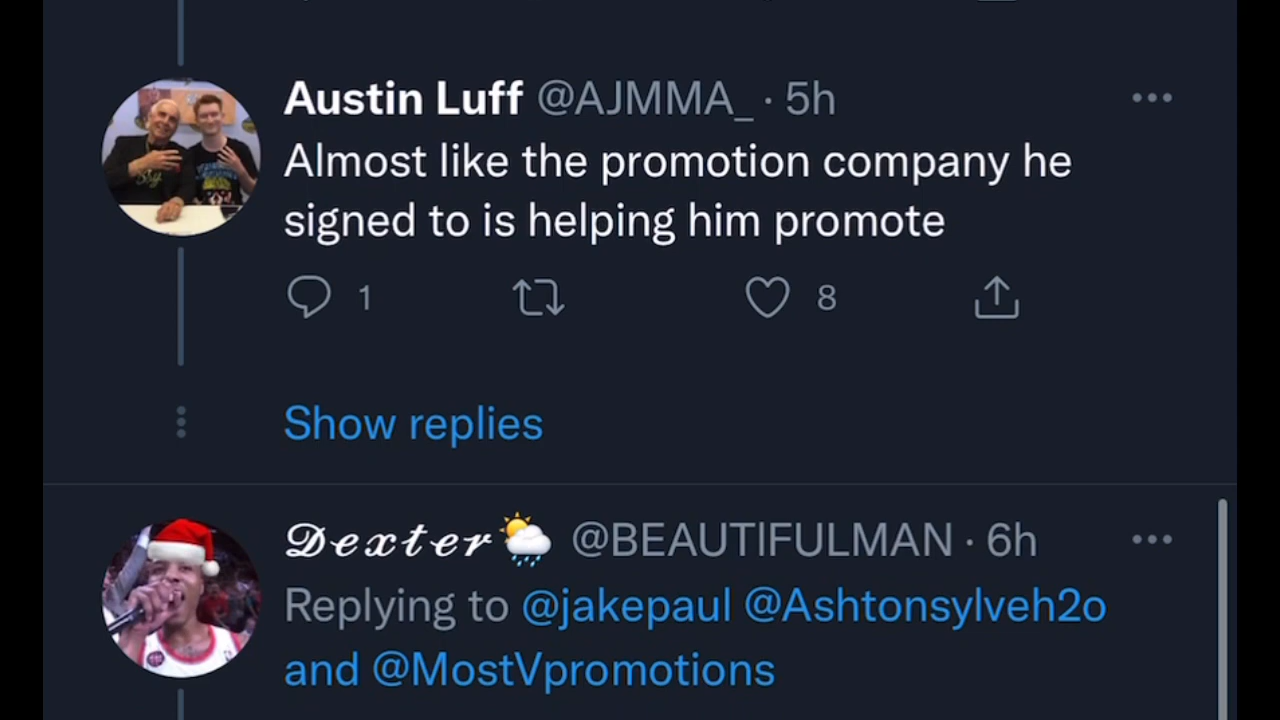 Austin Luff @AJMMA_ · 5h
Almost like the promotion company he
signed to is helping him promote
1 8
Show replies
𝓓𝓮𝔁𝓽𝓮𝓻🌦️ @BEAUTIFULMAN · 6h
Replying to @jakepaul @Ashtonsylveh2o
and @MostVpromotions